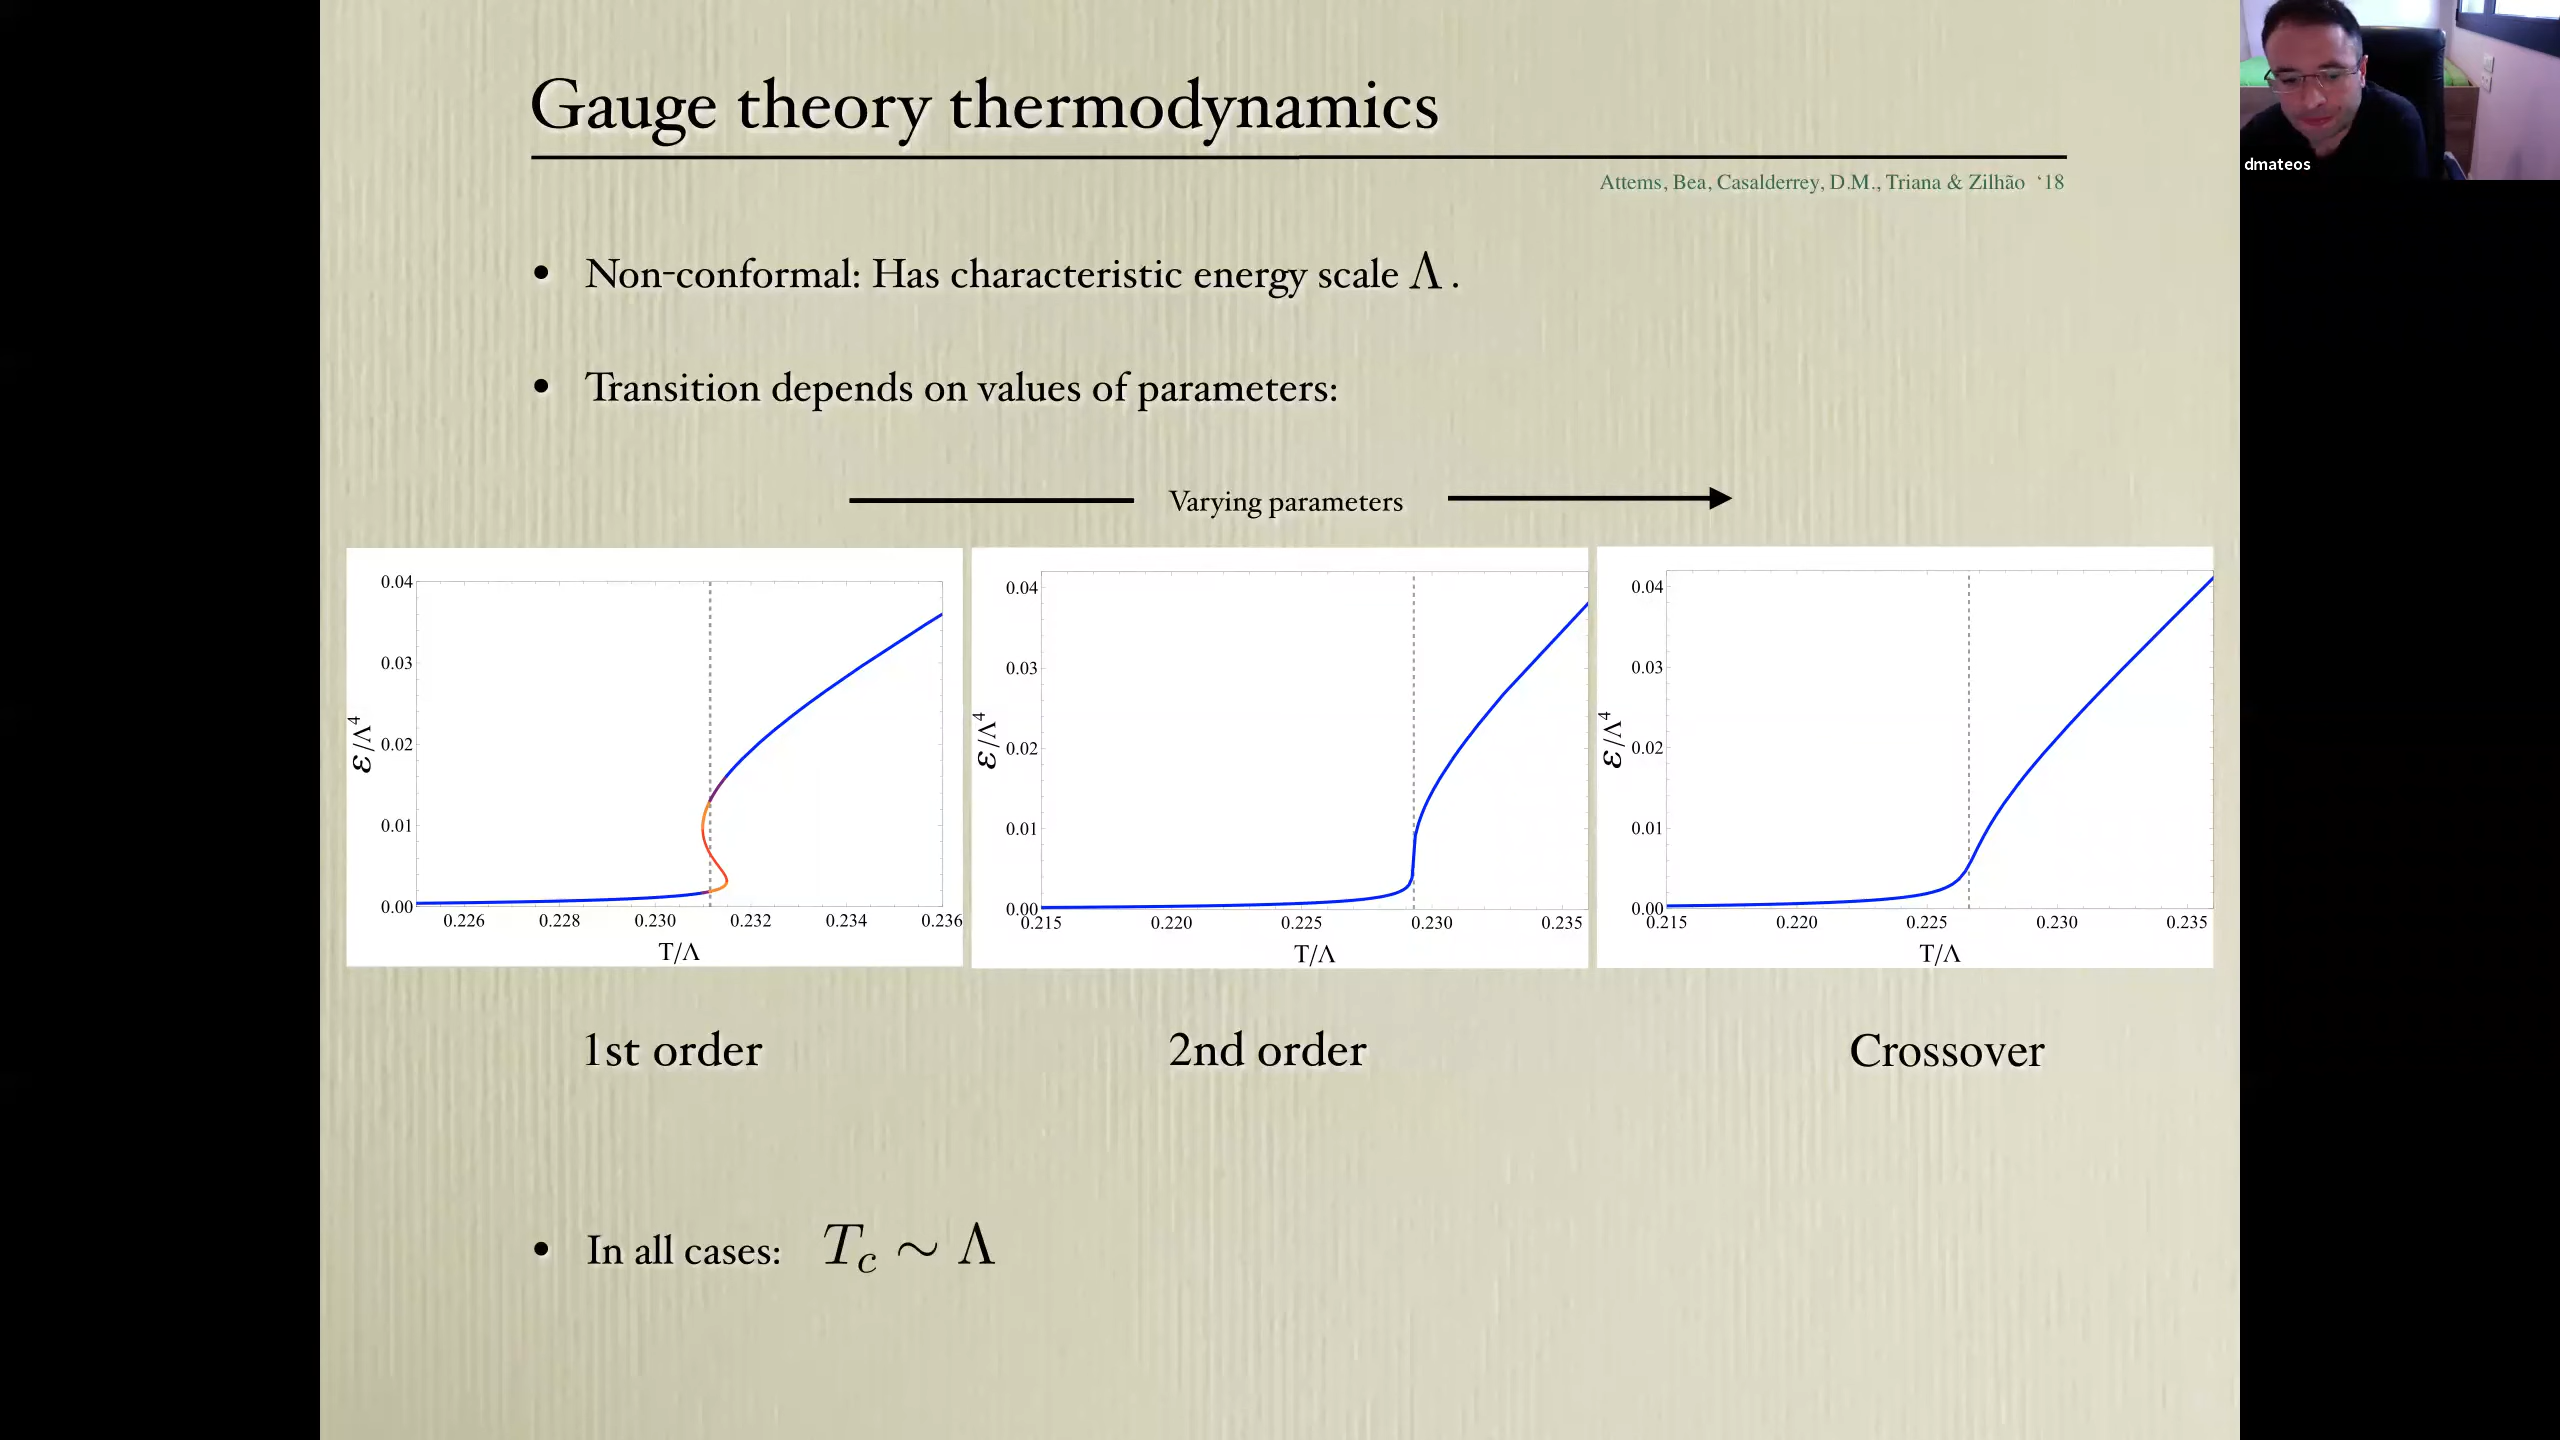 Gauge theory thermodynamics
dmateos
Attems, Bea, Casalderrey, D.M., Triana & Zilhão ‘18
• Non-conformal: Has characteristic energy scale Λ .
• Transition depends on values of parameters:
Varying parameters
0.04
0.03
0.02
0.01
0.00
ε/Λ⁴
0.226 0.228 0.230 0.232 0.234 0.236
T/Λ
0.04
0.03
0.02
0.01
0.00
ε/Λ⁴
0.215 0.220 0.225 0.230 0.235
T/Λ
0.04
0.03
0.02
0.01
0.00
ε/Λ⁴
0.215 0.220 0.225 0.230 0.235
T/Λ
1st order
2nd order
Crossover
• In all cases: T_c ∼ Λ